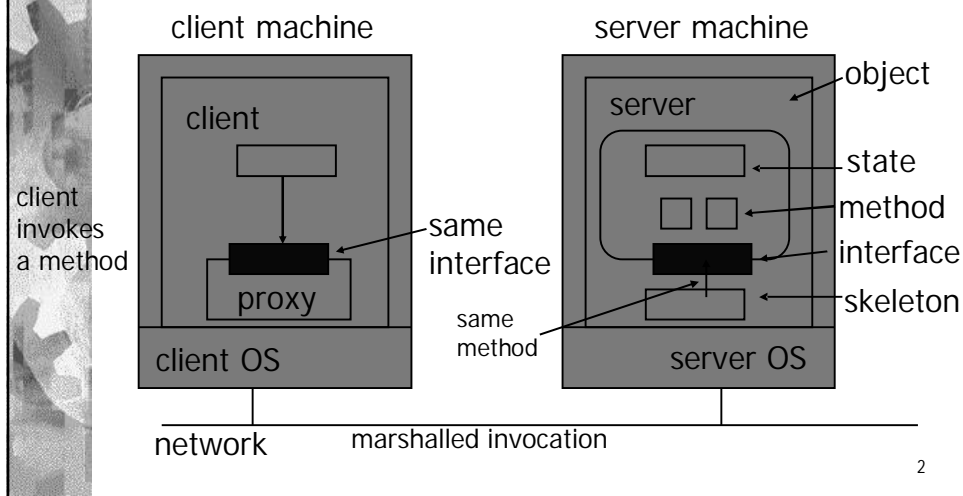 client machine
server machine
object
client
server
state
client
invokes
a method
method
same
interface
interface
proxy
skeleton
same
method
client OS
server OS
network
marshalled invocation
2